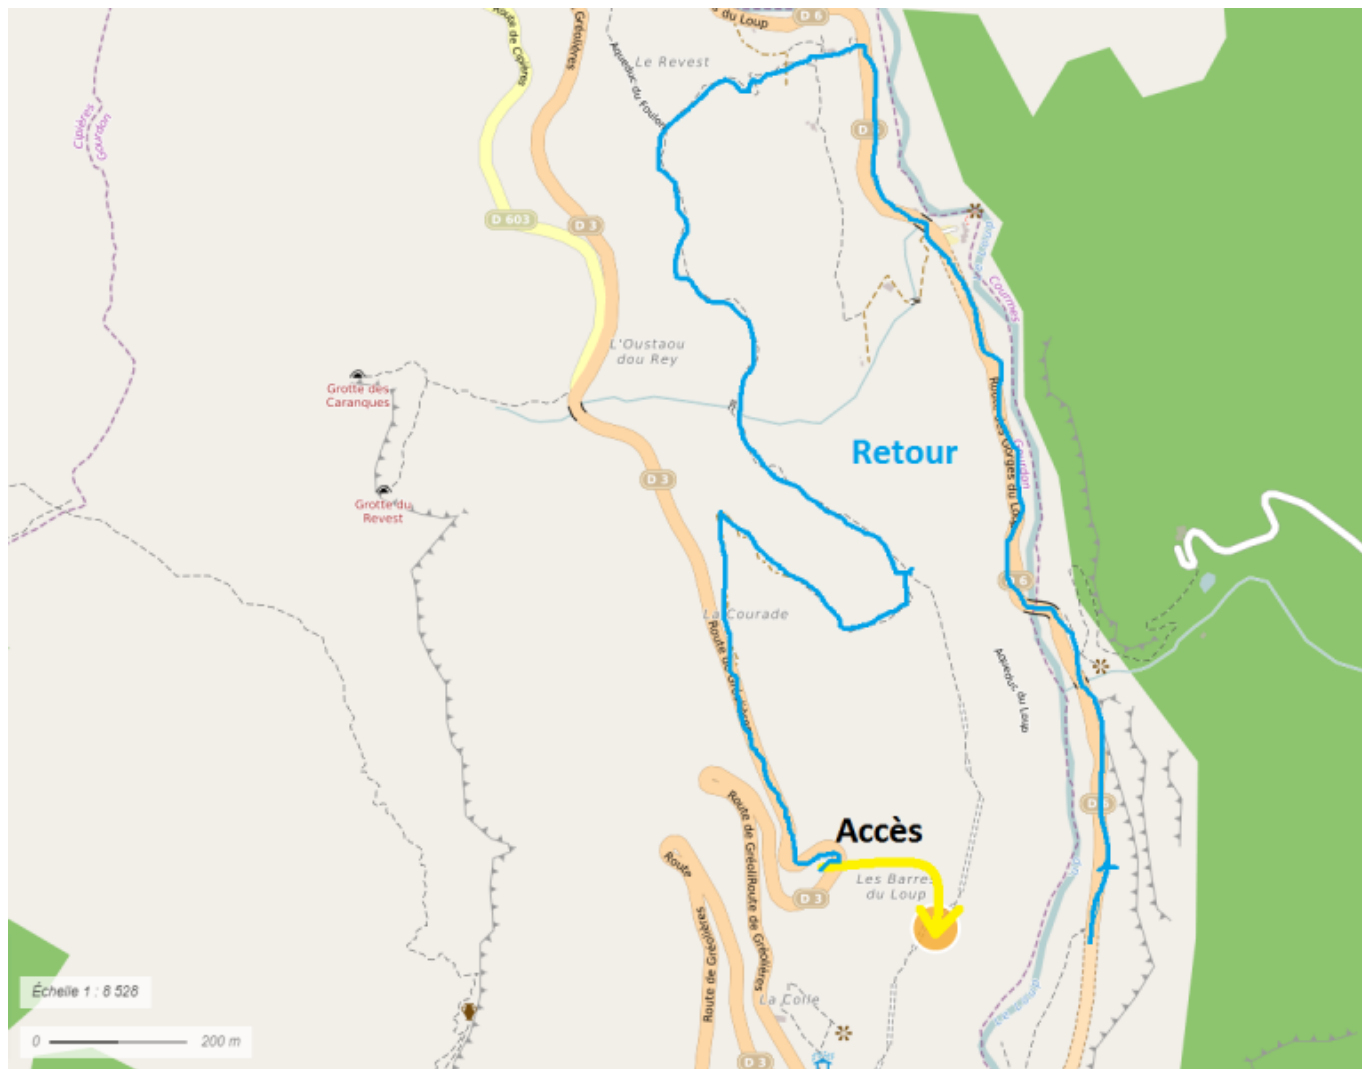 du Loup
D 6
Route de Cipières
Gréolières
Le Revest
Aqueduc du Foulon
Cipières
Gourdon
D 603
D 3
Courmes
L'Oustaou
dou Rey
Grotte des
Caranques
Retour
D 3
Grotte du
Revest
Route des Gorges du Loup
Gourdon
D 6
La Courade
Route de Gréolières
Aqueduc du Loup
D 6
Accès
Route de Gréolières
Route
Les Barres
du Loup
D 3
Route de Gréolières
Route de Gréolières
La Colle
Échelle 1 : 8 528
0
200 m
D 3